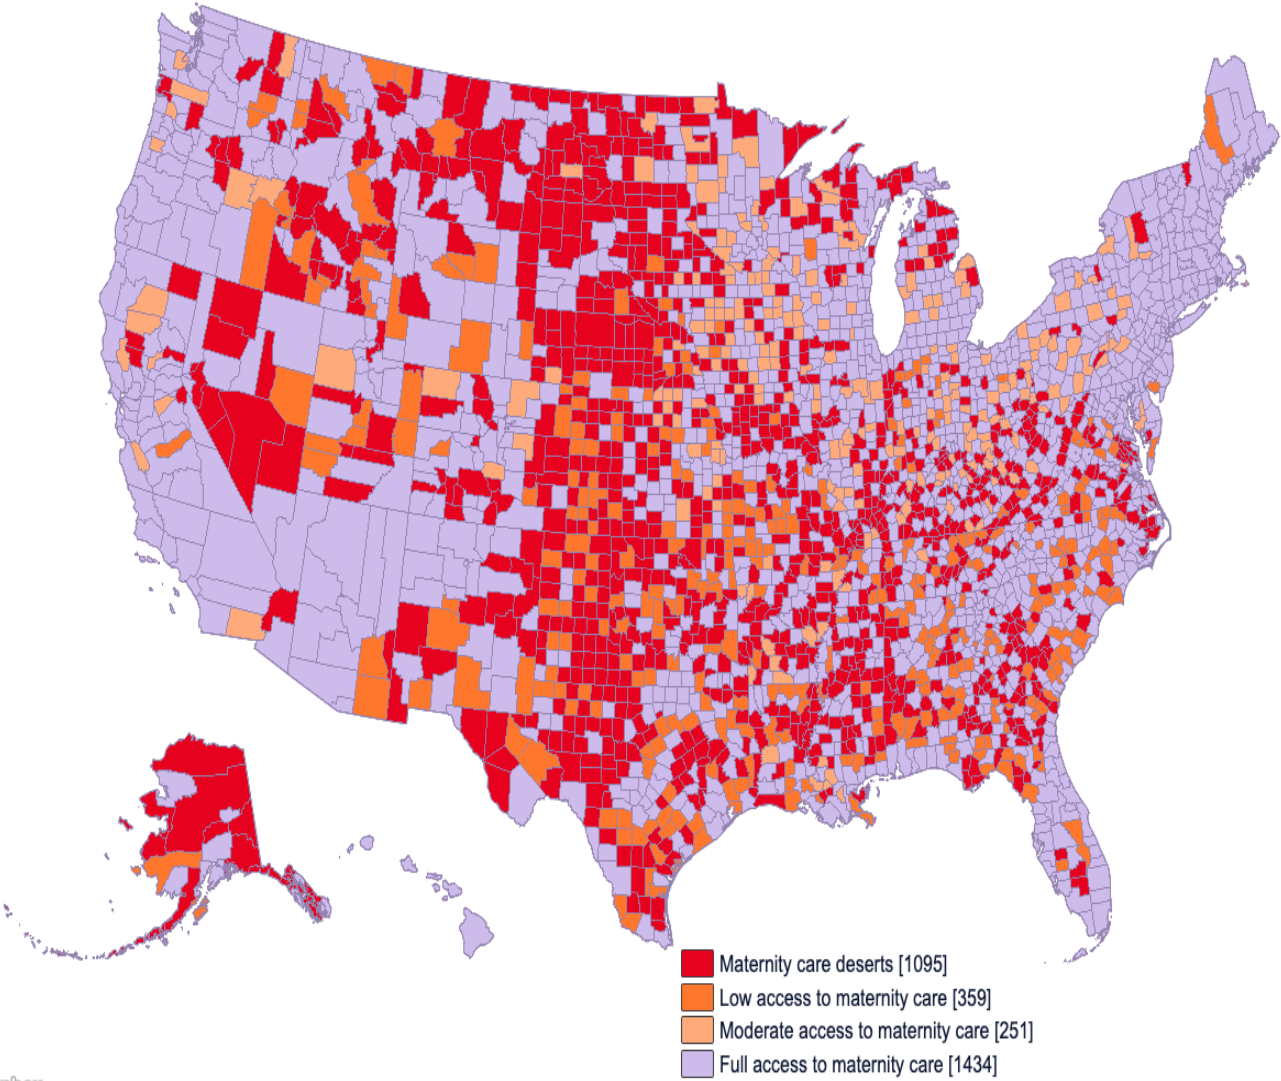 Maternity care deserts [1095]
Low access to maternity care [359]
Moderate access to maternity care [251]
Full access to maternity care [1434]